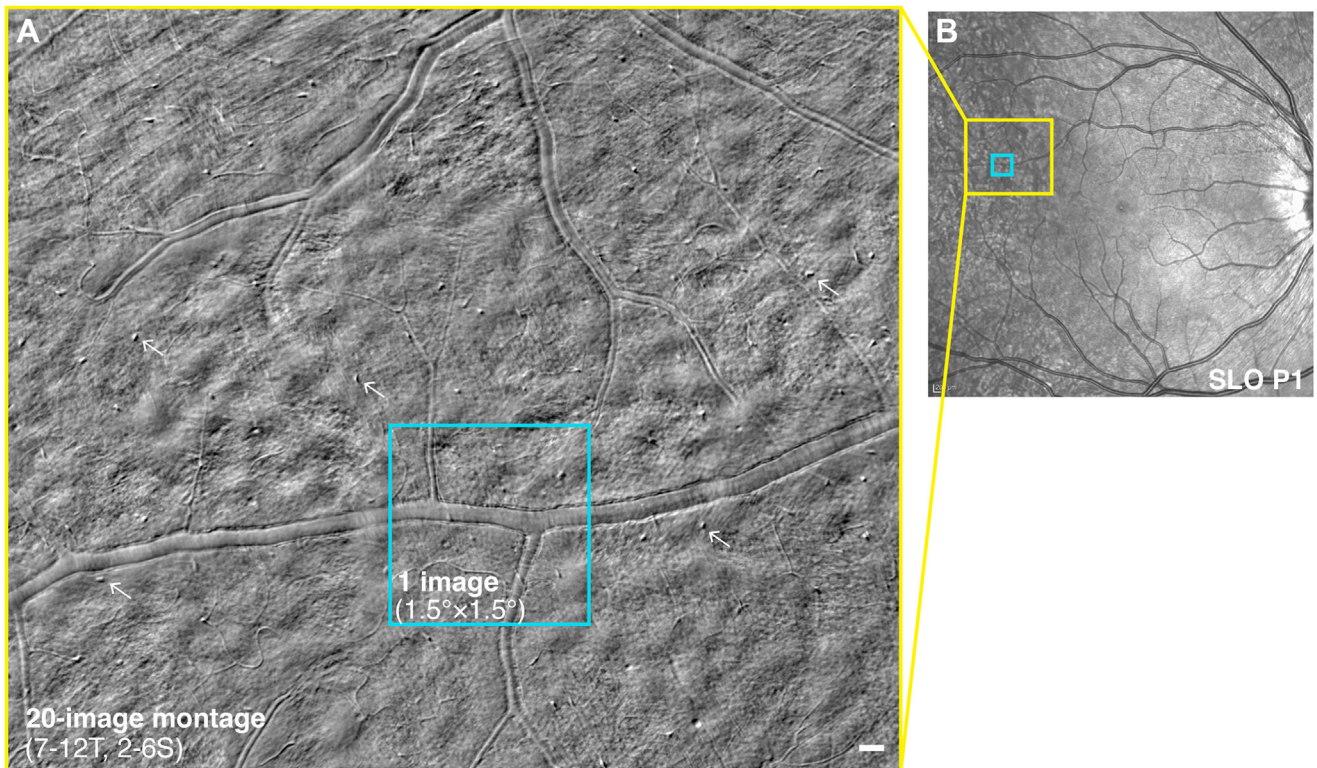 A
1 image
(1.5°×1.5°)
20-image montage
(7-12T, 2-6S)
B
SLO P1